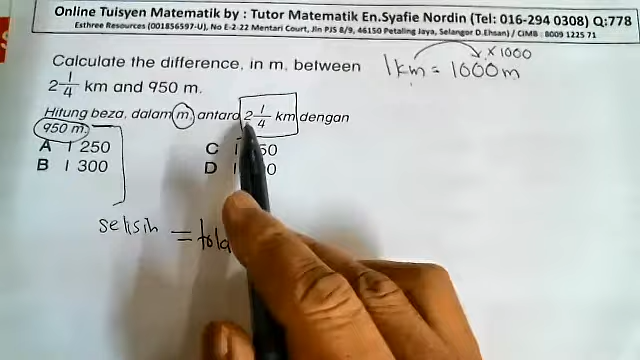 Online Tuisyen Matematik by : Tutor Matematik En.Syafie Nordin (Tel: 016-294 0308) Q:778
Esthree Resources (001856597-U), No E-2-22 Mentari Court, Jln PJS 8/9, 46150 Petaling Jaya, Selangor D.Ehsan) / CIMB : 8009 1225 71
Calculate the difference, in m, between
2 1/4 km and 950 m.
× 1000
1 km = 1000 m
Hitung beza, dalam m, antara 2 1/4 km dengan
950 m.
A 1 250
B 1 300
C
D
selisih = tola